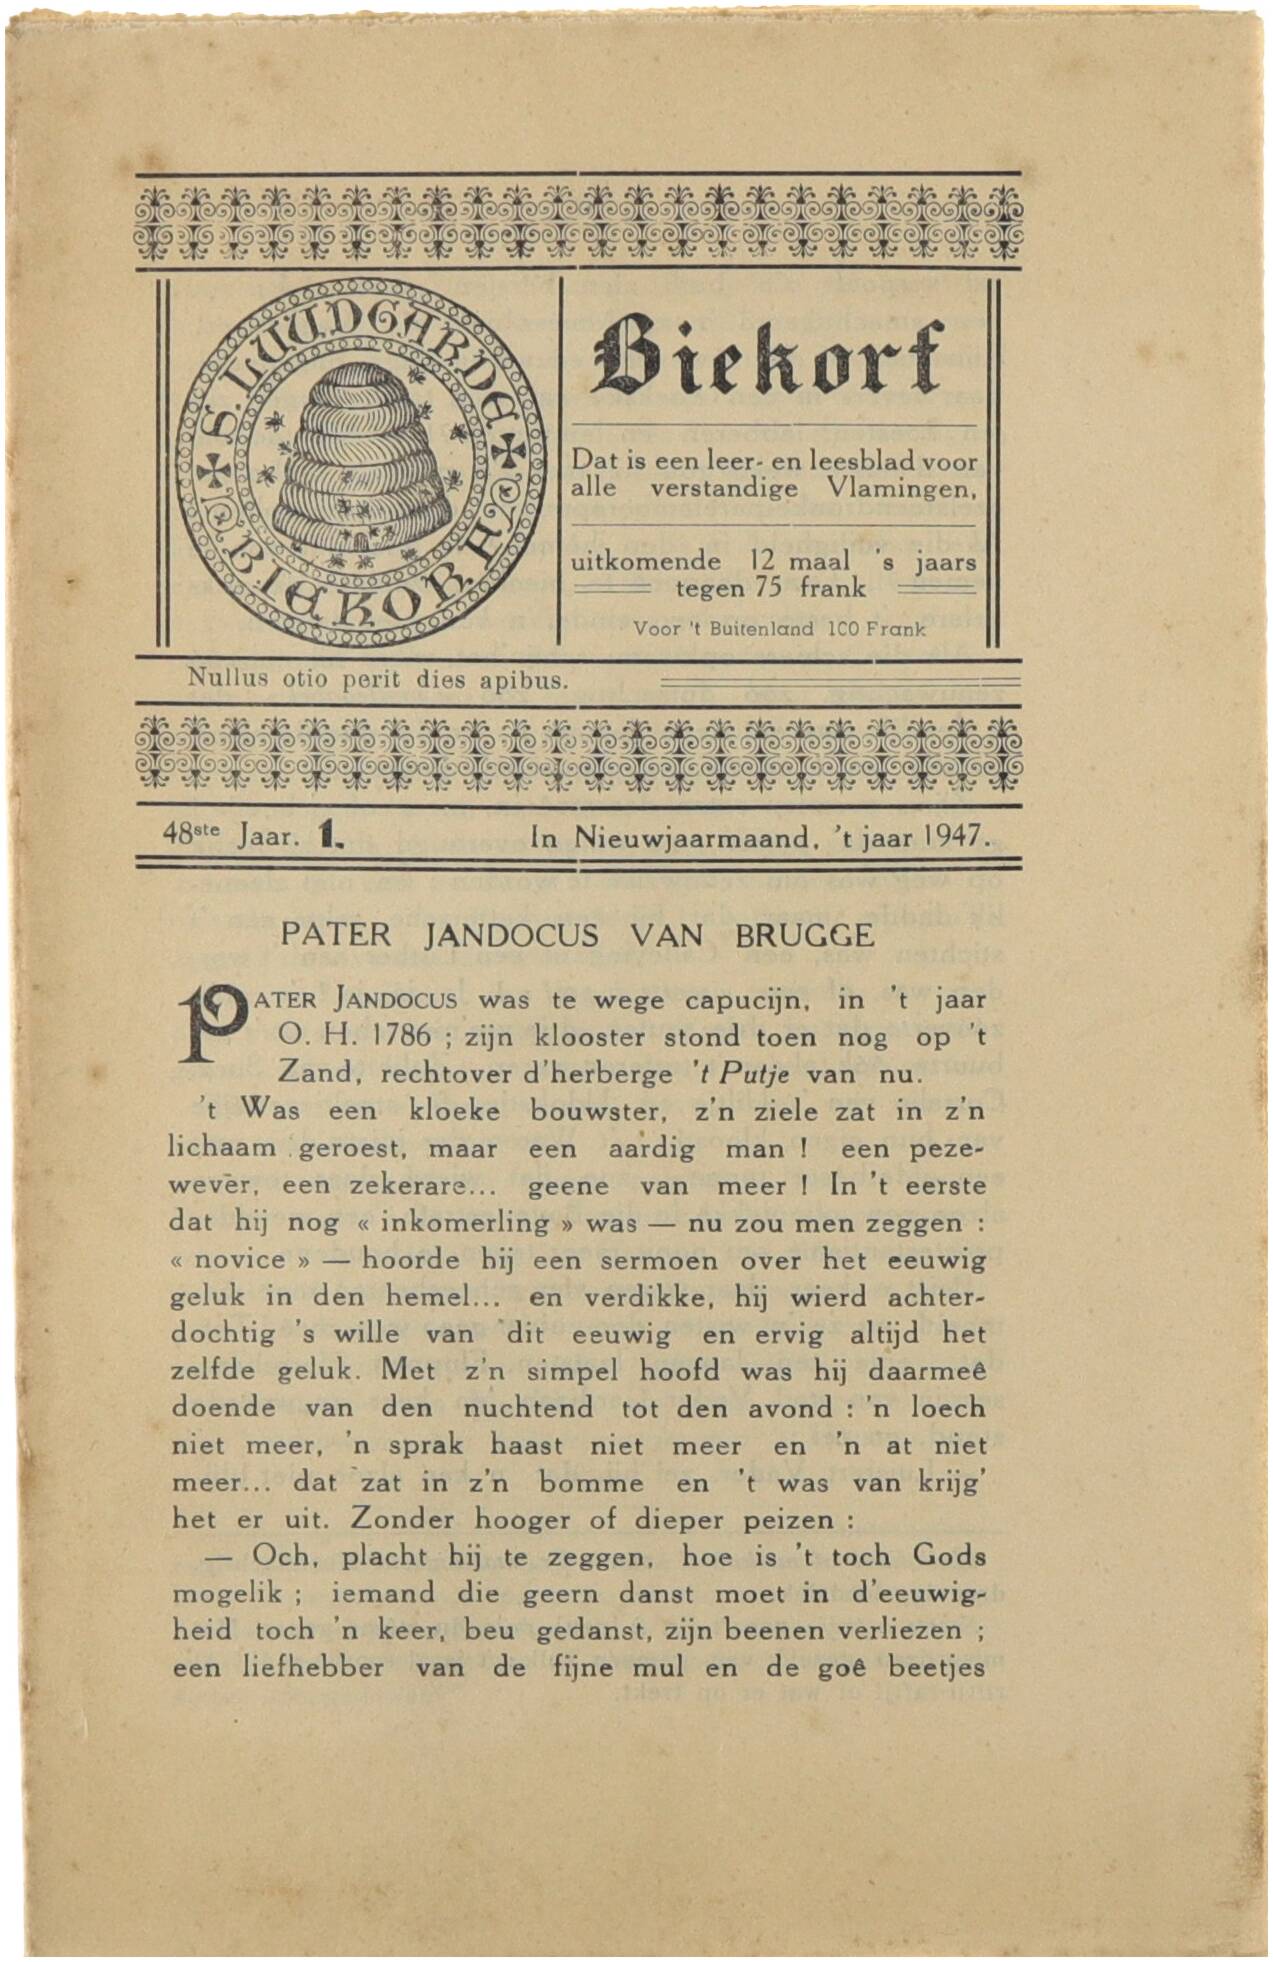 S. LUUDGARDE
BIEKORF
Biekorf
Dat is een leer- en leesblad voor
alle verstandige Vlamingen,
uitkomende 12 maal 's jaars
tegen 75 frank
Voor 't Buitenland 100 Frank
Nullus otio perit dies apibus.
48ste Jaar. 1.
In Nieuwjaarmaand, 't jaar 1947.
PATER JANDOCUS VAN BRUGGE
PATER JANDOCUS was te wege capucijn, in 't jaar
O. H. 1786 ; zijn klooster stond toen nog op 't
Zand, rechtover d'herberge 't Putje van nu.
't Was een kloeke bouwster, z'n ziele zat in z'n
lichaam geroest, maar een aardig man ! een peze-
wever, een zekerare... geene van meer ! In 't eerste
dat hij nog « inkomerling » was — nu zou men zeggen :
« novice » — hoorde hij een sermoen over het eeuwig
geluk in den hemel... en verdikke, hij wierd achter-
dochtig 's wille van dit eeuwig en ervig altijd het
zelfde geluk. Met z'n simpel hoofd was hij daarmeê
doende van den nuchtend tot den avond : 'n loech
niet meer, 'n sprak haast niet meer en 'n at niet
meer... dat zat in z'n bomme en 't was van krijg'
het er uit. Zonder hooger of dieper peizen :
— Och, placht hij te zeggen, hoe is 't toch Gods
mogelik ; iemand die geern danst moet in d'eeuwig-
heid toch 'n keer, beu gedanst, zijn beenen verliezen ;
een liefhebber van de fijne mul en de goê beetjes